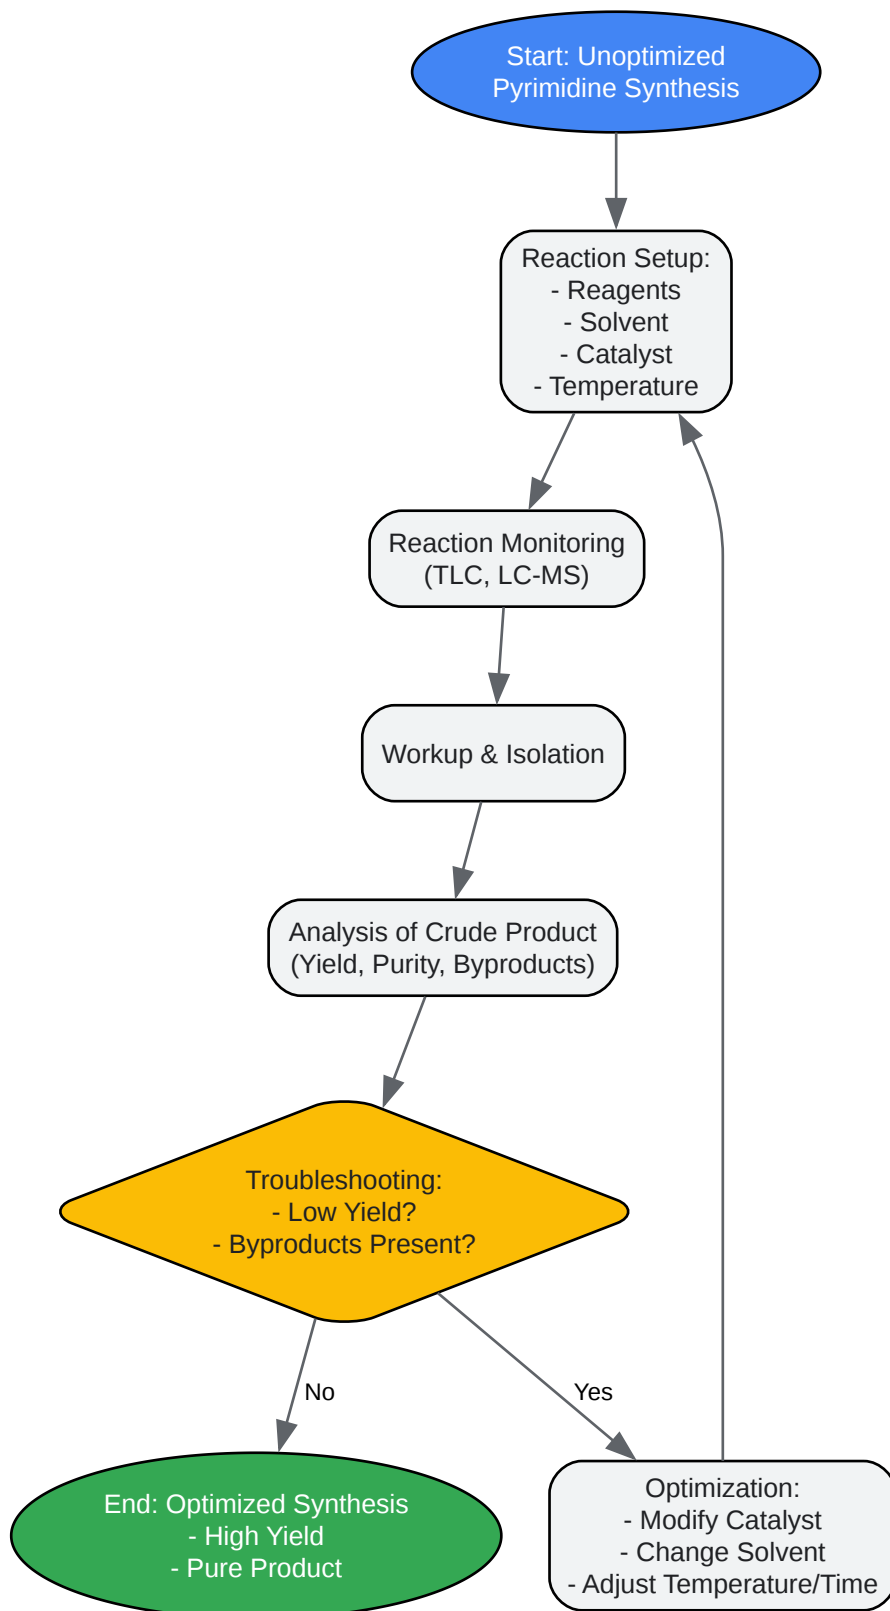 Start: Unoptimized
Pyrimidine Synthesis
Reaction Setup:
- Reagents
- Solvent
- Catalyst
- Temperature
Reaction Monitoring
(TLC, LC-MS)
Workup & Isolation
Analysis of Crude Product
(Yield, Purity, Byproducts)
Troubleshooting:
- Low Yield?
- Byproducts Present?
No
Yes
End: Optimized Synthesis
- High Yield
- Pure Product
Optimization:
- Modify Catalyst
- Change Solvent
- Adjust Temperature/Time